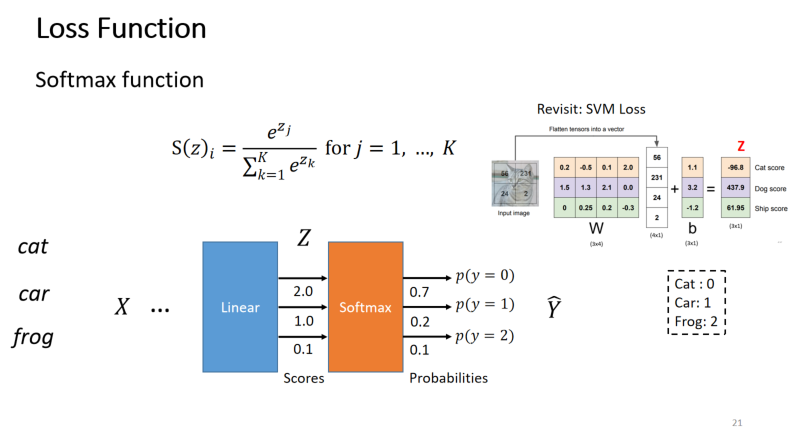 Loss Function
Softmax function
S(z)ᵢ = e^{z_j} / ∑_{k=1}^{K} e^{z_k} for j = 1, …, K
Revisit: SVM Loss
Flatten tensors into a vector
56 231
24 2
Input image
0.2 -0.5 0.1 2.0
1.5 1.3 2.1 0.0
0 0.25 0.2 -0.3
W
(3x4)
56
231
24
2
(4x1)
+
1.1
3.2
-1.2
b
(3x1)
=
Z
-96.8 Cat score
437.9 Dog score
61.95 Ship score
(3x1)
cat
car
frog
X ...
Linear
Z
2.0
1.0
0.1
Scores
Softmax
0.7
0.2
0.1
Probabilities
p(y = 0)
p(y = 1)
p(y = 2)
Ŷ
Cat : 0
Car: 1
Frog: 2
21